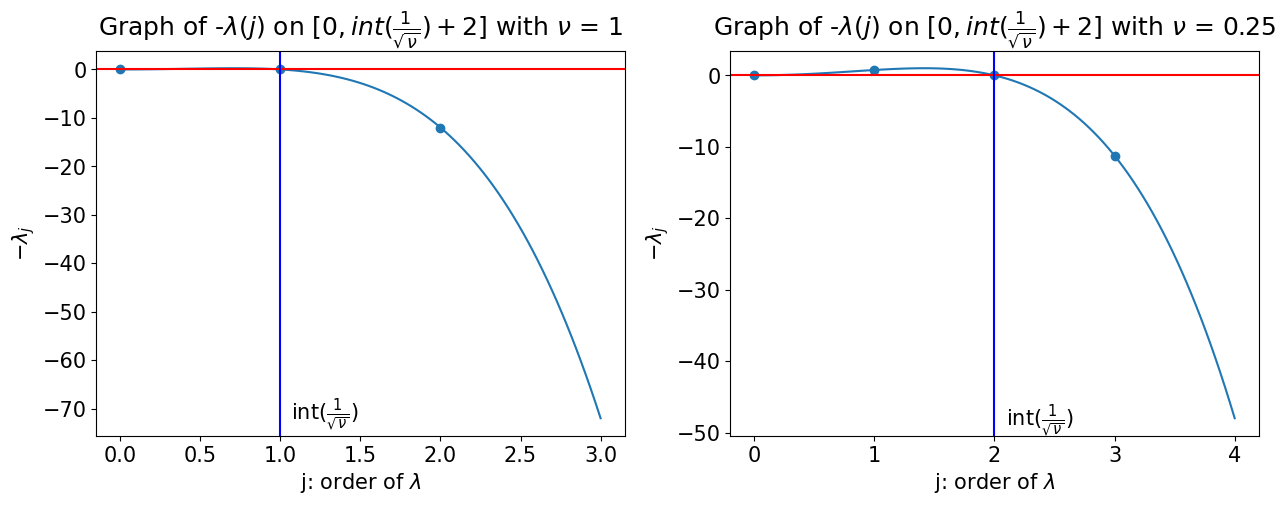 Graph of -λ(j) on [0, int(1/√ν) + 2] with ν = 1
0
−10
−20
−30
−40
−50
−60
−70
−λj
int(1/√ν)
0.0 0.5 1.0 1.5 2.0 2.5 3.0
j: order of λ
Graph of -λ(j) on [0, int(1/√ν) + 2] with ν = 0.25
0
−10
−20
−30
−40
−50
−λj
int(1/√ν)
0 1 2 3 4
j: order of λ